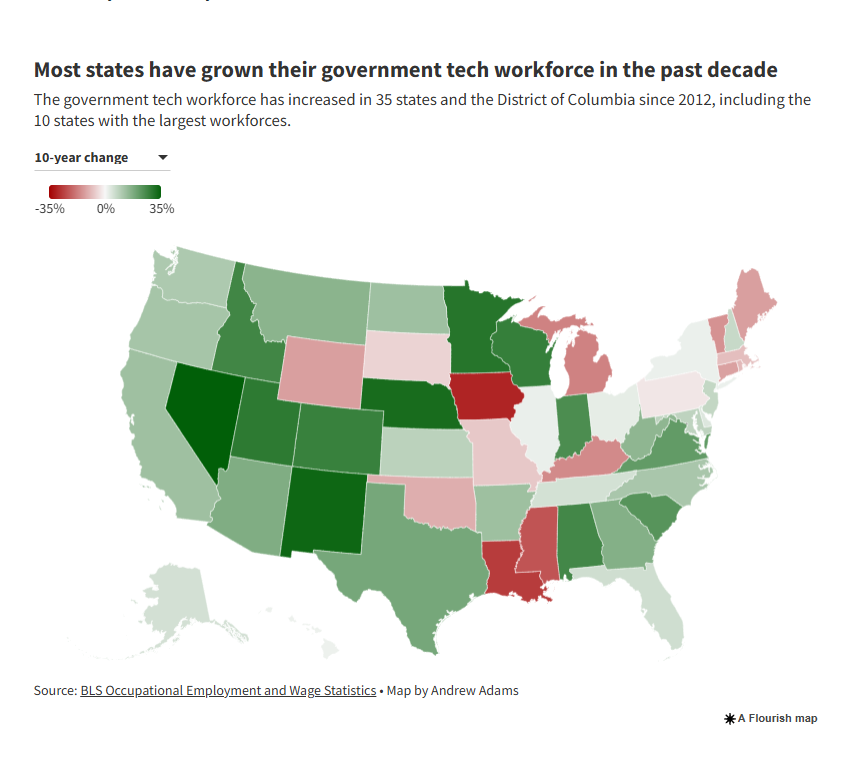 Most states have grown their government tech workforce in the past decade
The government tech workforce has increased in 35 states and the District of Columbia since 2012, including the
10 states with the largest workforces.
10-year change
-35% 0% 35%
Source: BLS Occupational Employment and Wage Statistics • Map by Andrew Adams
A Flourish map